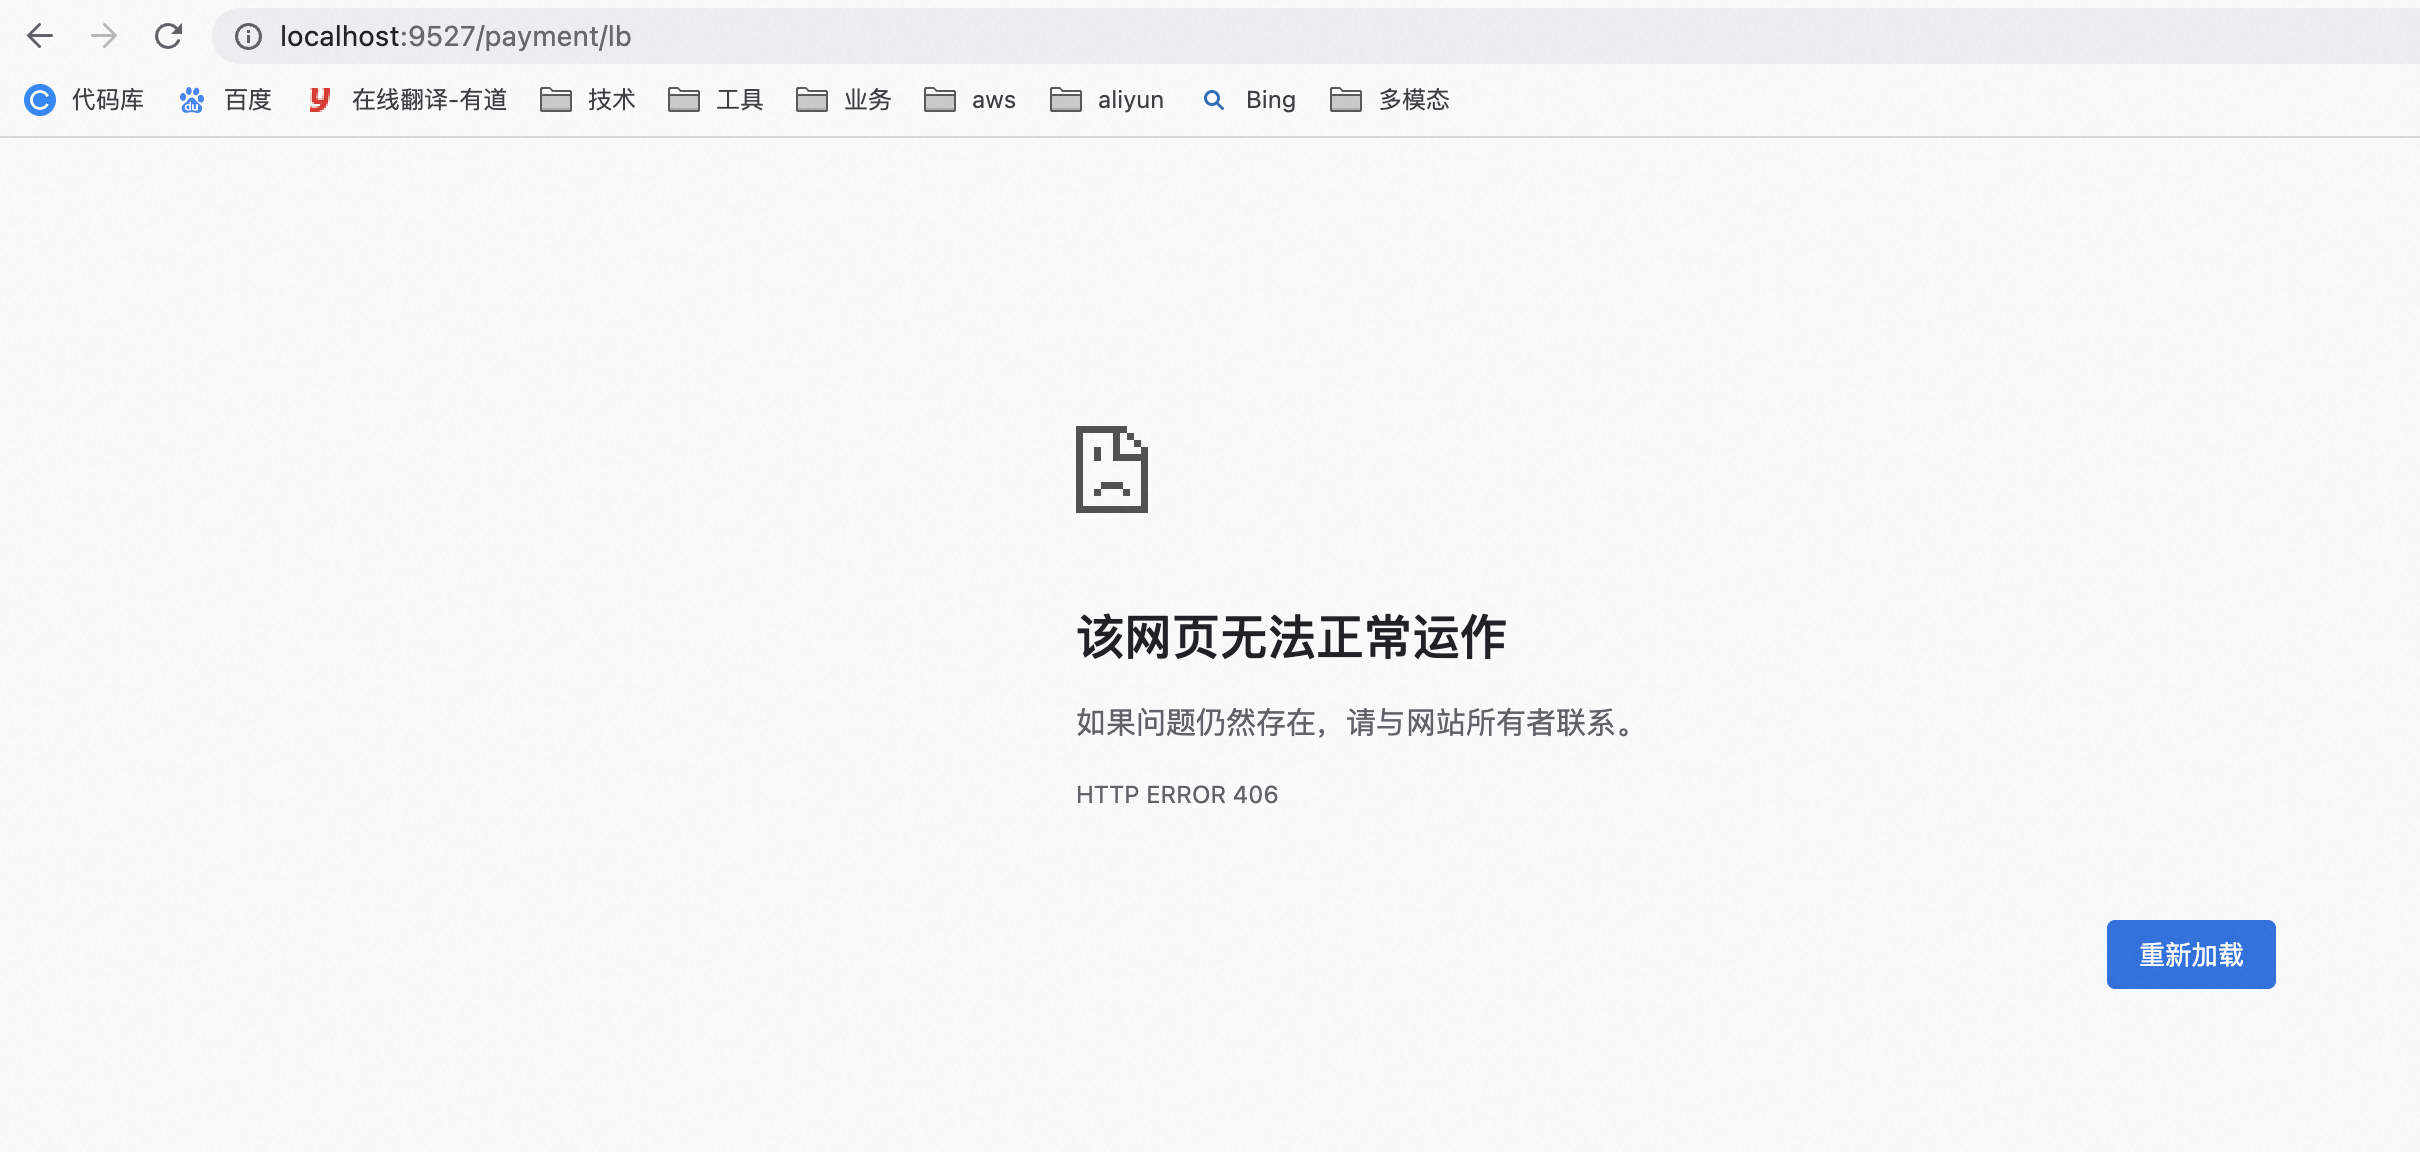 localhost:9527/payment/lb
代码库 百度 在线翻译-有道 技术 工具 业务 aws aliyun Bing 多模态
该网页无法正常运作
如果问题仍然存在，请与网站所有者联系。
HTTP ERROR 406
重新加载